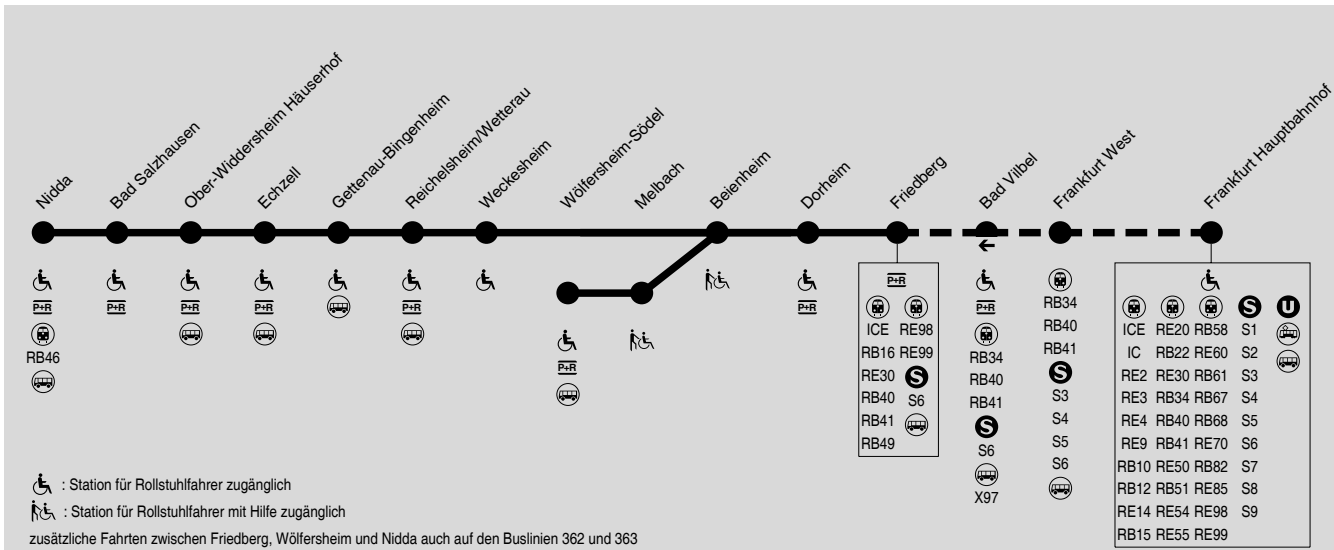 Nidda
Bad Salzhausen
Ober-Widdersheim Häuserhof
Echzell
Gettenau-Bingenheim
Reichelsheim/Wetterau
Weckesheim
Wölfersheim-Södel
Melbach
Beienheim
Dorheim
Friedberg
Bad Vilbel
Frankfurt West
Frankfurt Hauptbahnhof
P+R
RB46
P+R
P+R
P+R
P+R
P+R
P+R
P+R
ICE RE98
RB16 RE99
RE30 S
RB40 S6
RB41
RB49
P+R
RB34
RB40
RB41
S
S6
X97
RB34
RB40
RB41
S
S3
S4
S5
S6
S U
ICE RE20 RB58 S1
IC RB22 RE60 S2
RE2 RE30 RB61 S3
RE3 RB34 RB67 S4
RE4 RB40 RB68 S5
RE9 RB41 RE70 S6
RB10 RE50 RB82 S7
RB12 RB51 RE85 S8
RE14 RE54 RE98 S9
RB15 RE55 RE99
: Station für Rollstuhlfahrer zugänglich
: Station für Rollstuhlfahrer mit Hilfe zugänglich
zusätzliche Fahrten zwischen Friedberg, Wölfersheim und Nidda auch auf den Buslinien 362 und 363